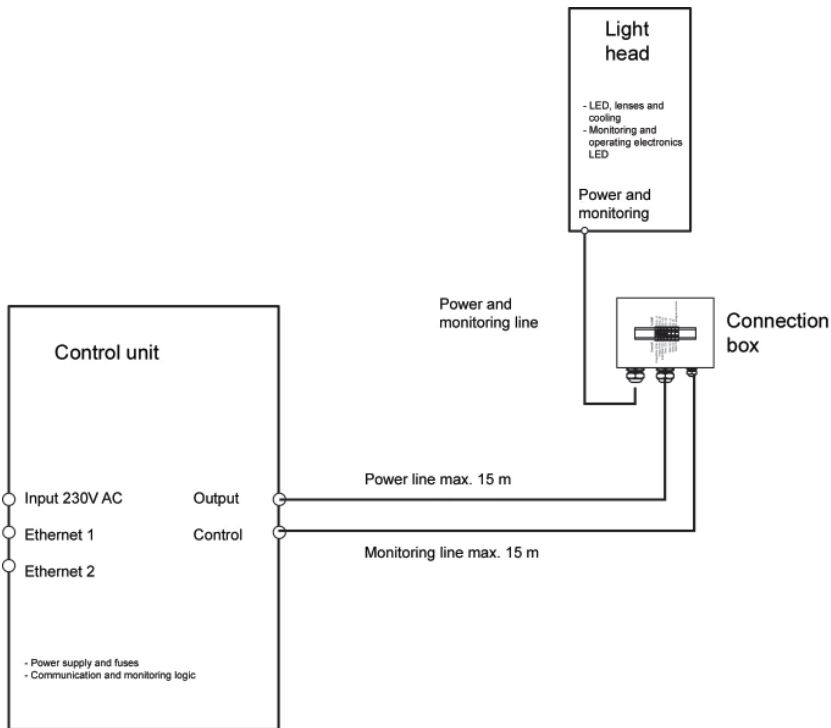 Light
head
- LED, lenses and
cooling
- Monitoring and
operating electronics
LED
Power and
monitoring
Power and
monitoring line
Connection
box
Control unit
Power line max. 15 m
Input 230V AC
Output
Ethernet 1
Control
Monitoring line max. 15 m
Ethernet 2
- Power supply and fuses
- Communication and monitoring logic